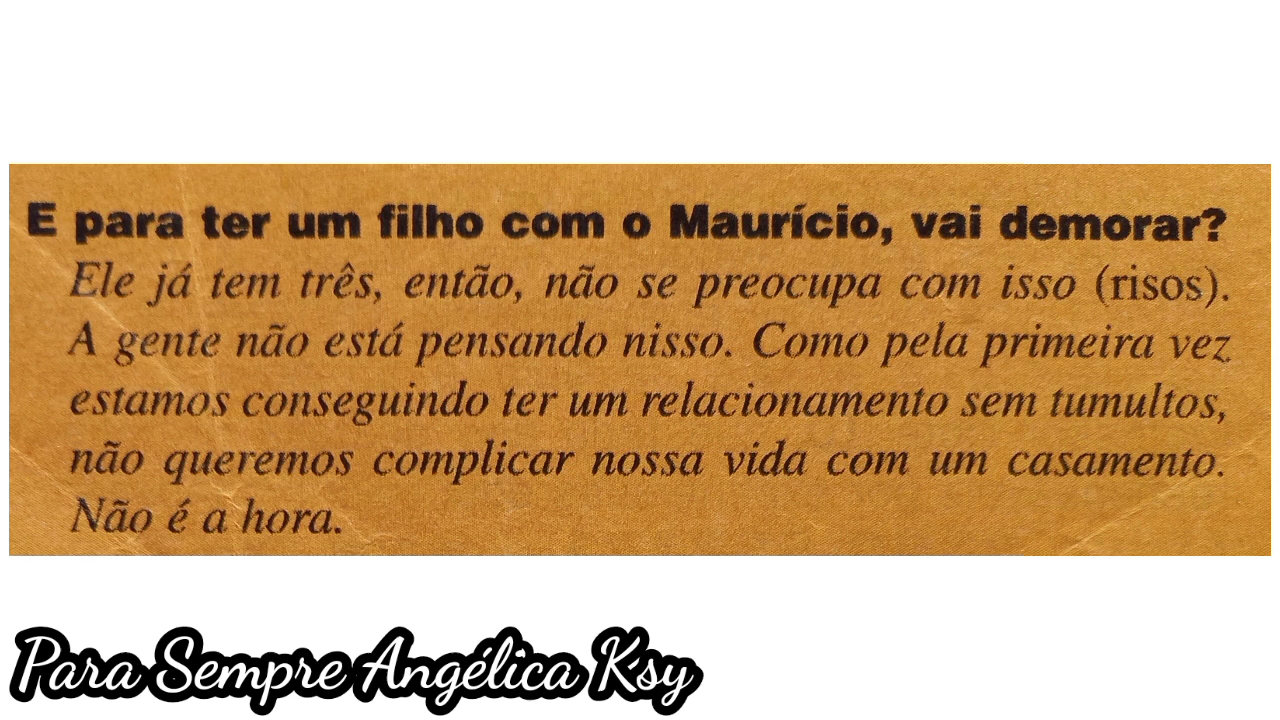 E para ter um filho com o Maurício, vai demorar?
Ele já tem três, então, não se preocupa com isso (risos).
A gente não está pensando nisso. Como pela primeira vez
estamos conseguindo ter um relacionamento sem tumultos,
não queremos complicar nossa vida com um casamento.
Não é a hora.
Para Sempre Angélica Ksy